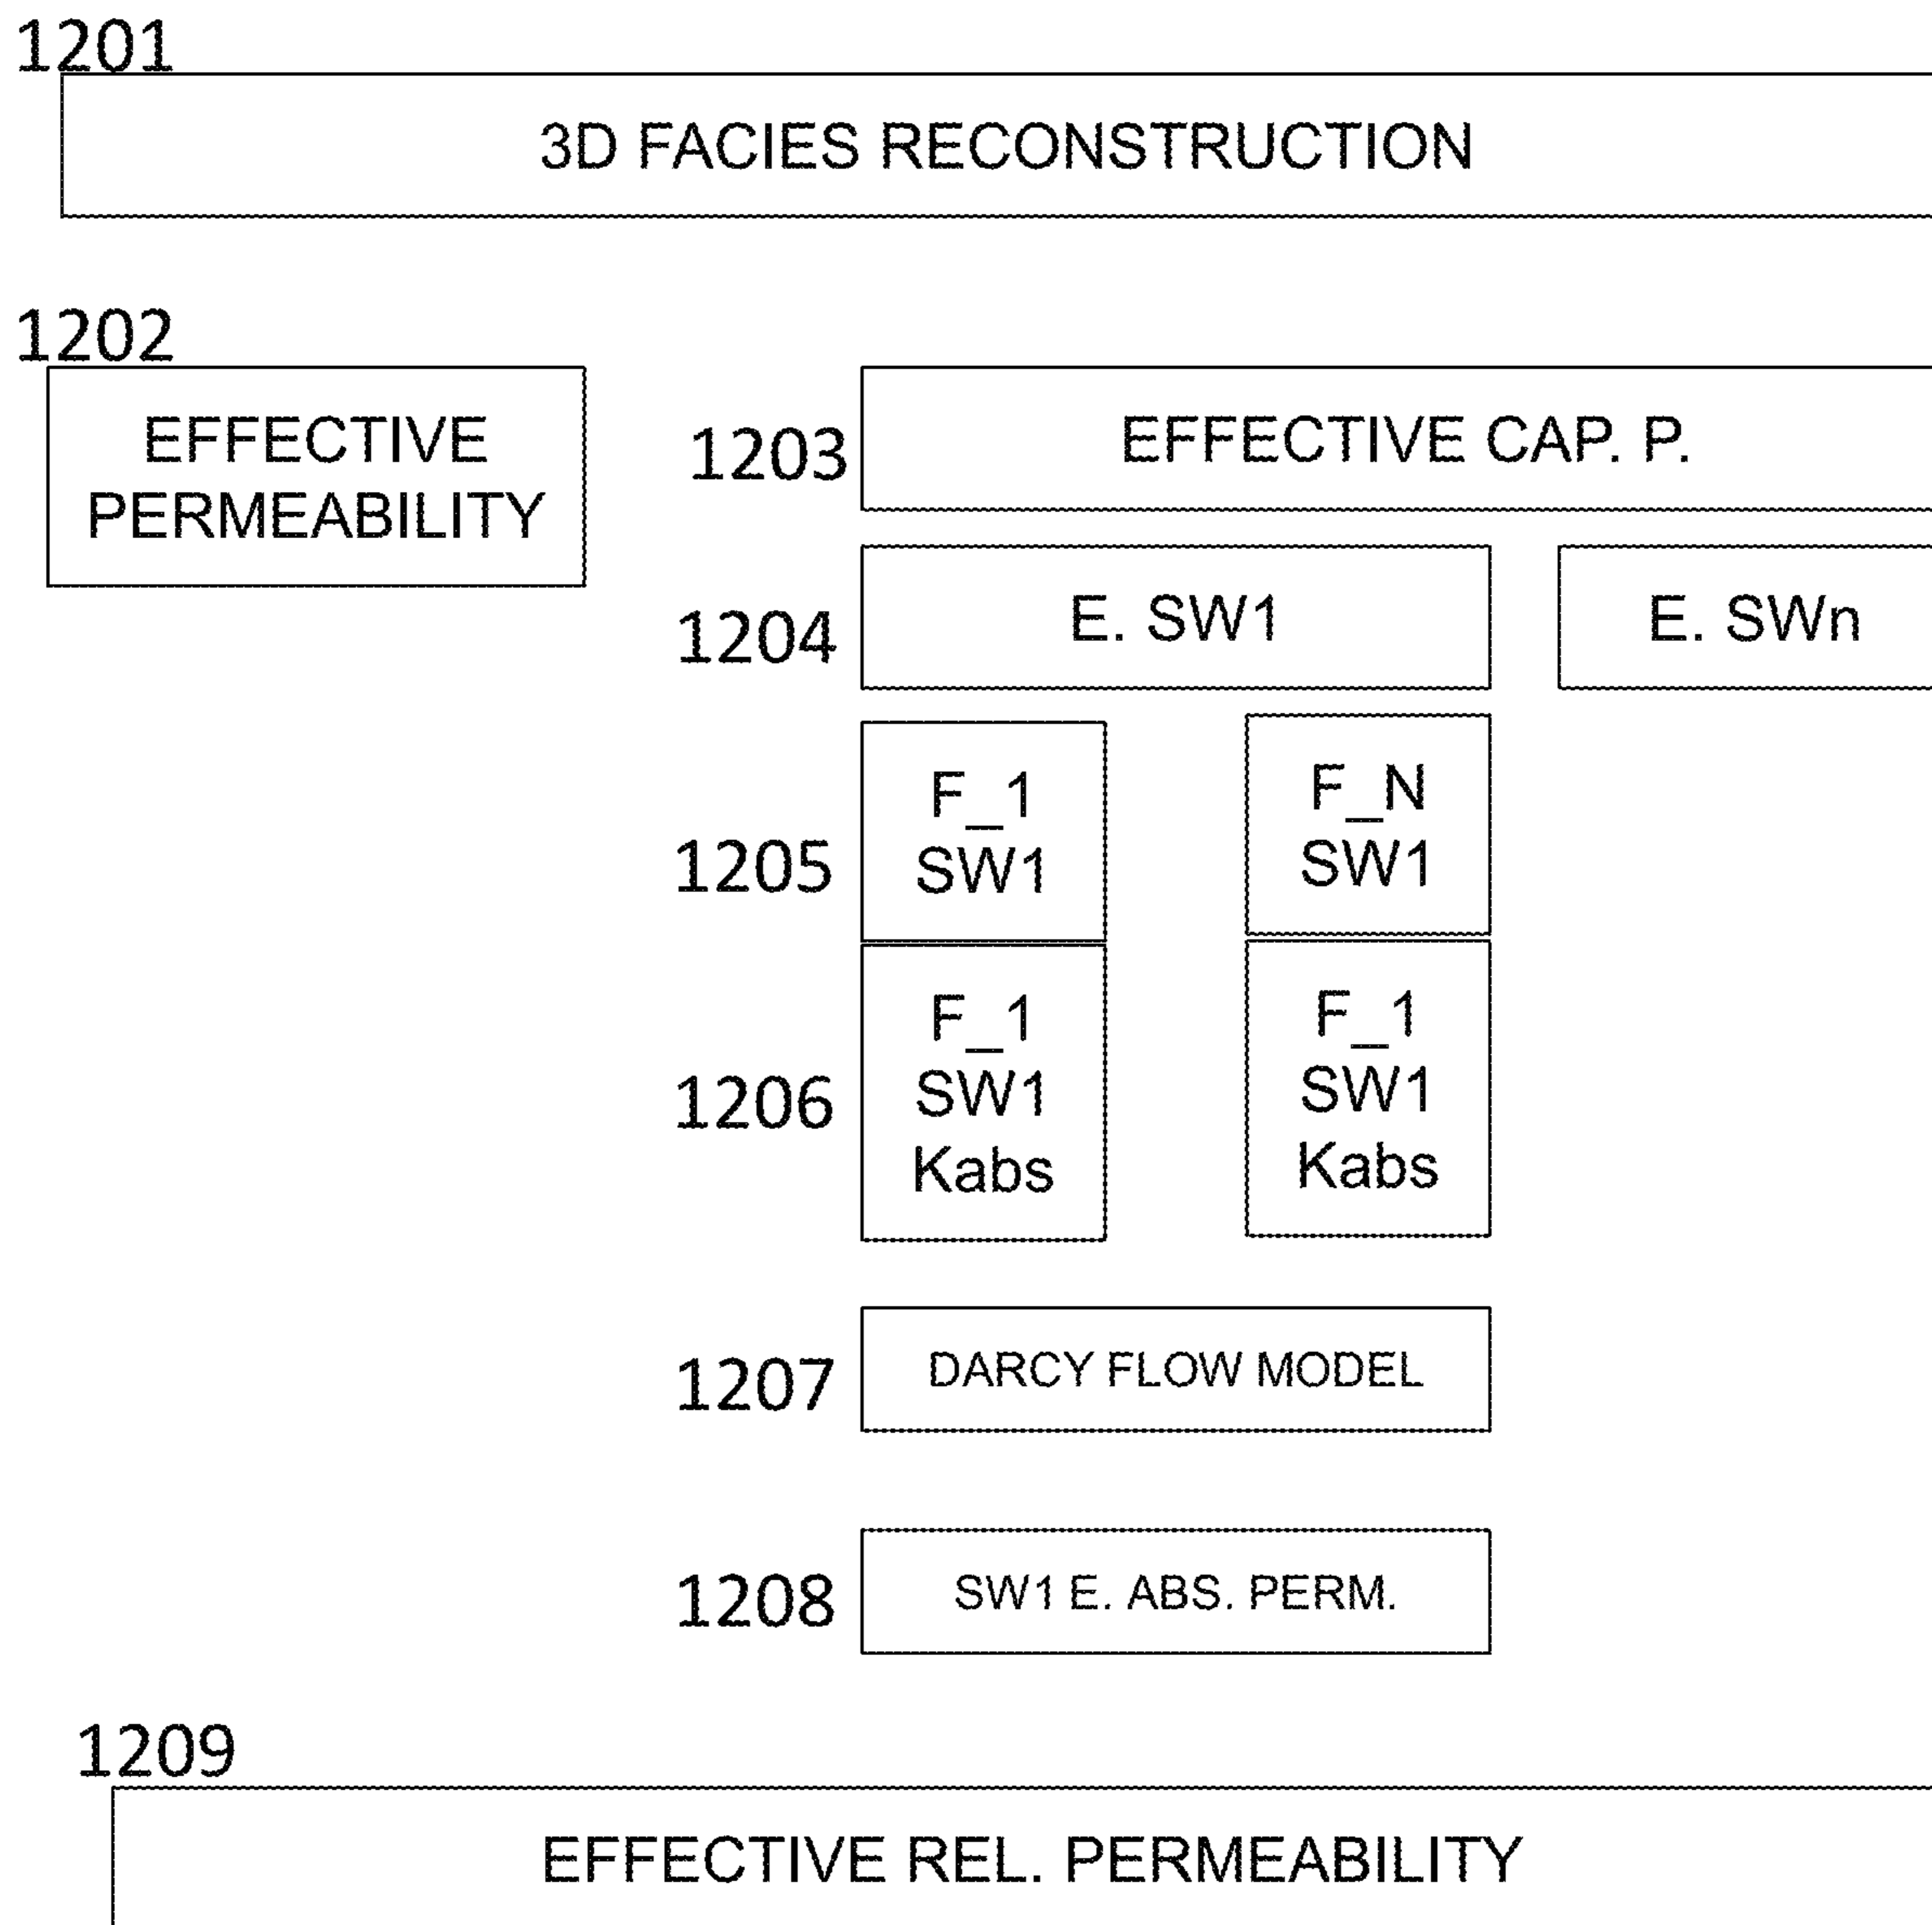 1201
3D FACIES RECONSTRUCTION
1202
EFFECTIVE
PERMEABILITY
1203
EFFECTIVE CAP. P.
1204
E. SW1
E. SWn
1205
F_1
SW1
F_N
SW1
1206
F_1
SW1
Kabs
F_1
SW1
Kabs
1207
DARCY FLOW MODEL
1208
SW1 E. ABS. PERM.
1209
EFFECTIVE REL. PERMEABILITY